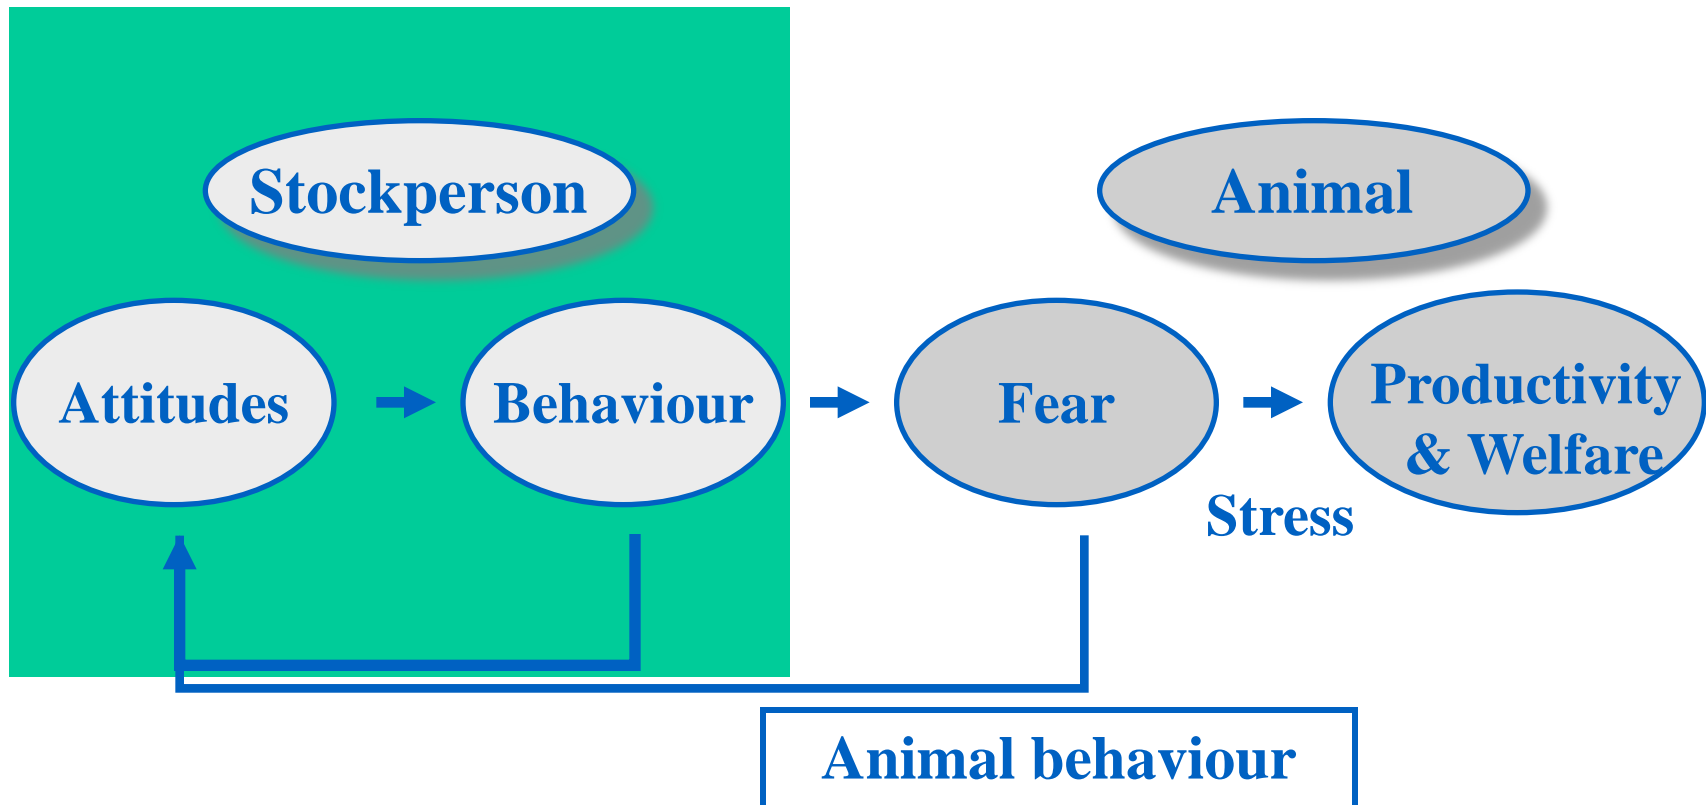 Stockperson
Animal
Attitudes
Behaviour
Fear
Productivity
& Welfare
Stress
Animal behaviour